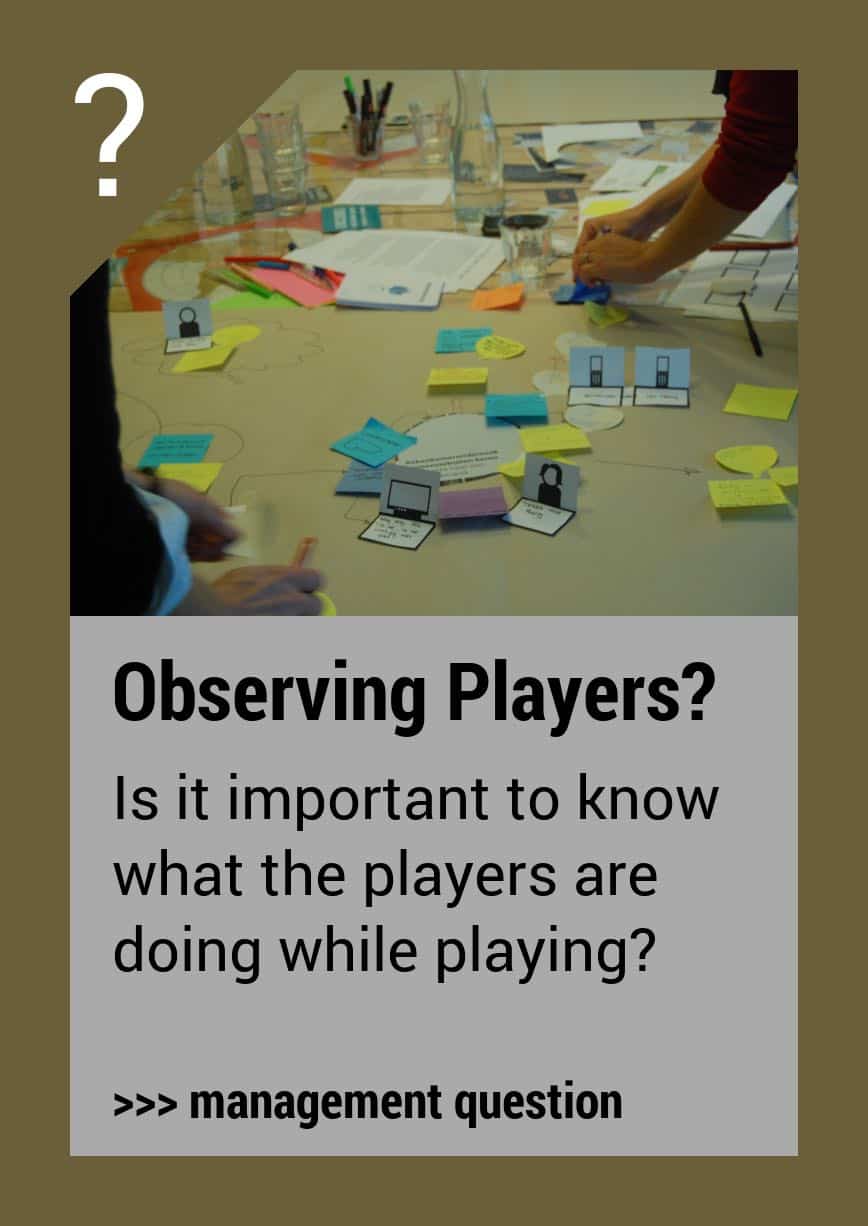 ?
Observing Players?
Is it important to know
what the players are
doing while playing?
>>> management question